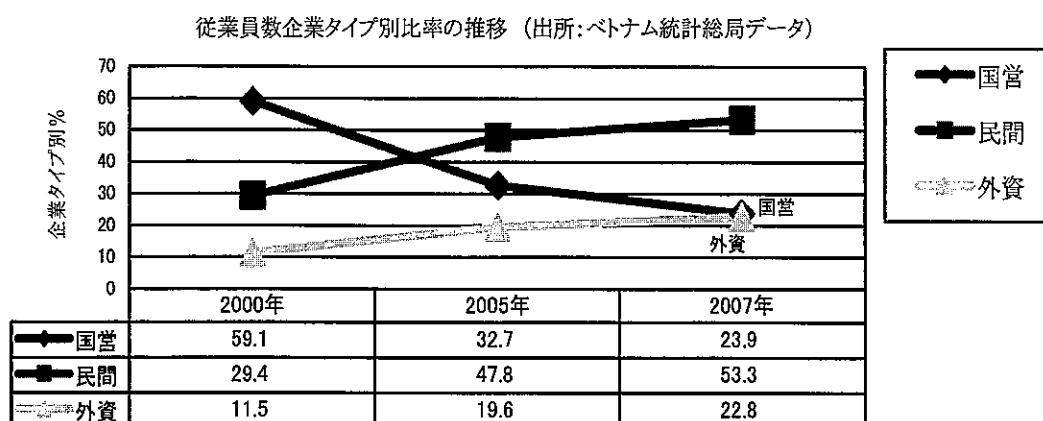 従業員数企業タイプ別比率の推移 (出所:ベトナム統計総局データ)
企業タイプ別%
70
60
50
40
30
20
10
0
国営
外資
国営
民間
外資
2000年 2005年 2007年
国営 59.1 32.7 23.9
民間 29.4 47.8 53.3
外資 11.5 19.6 22.8